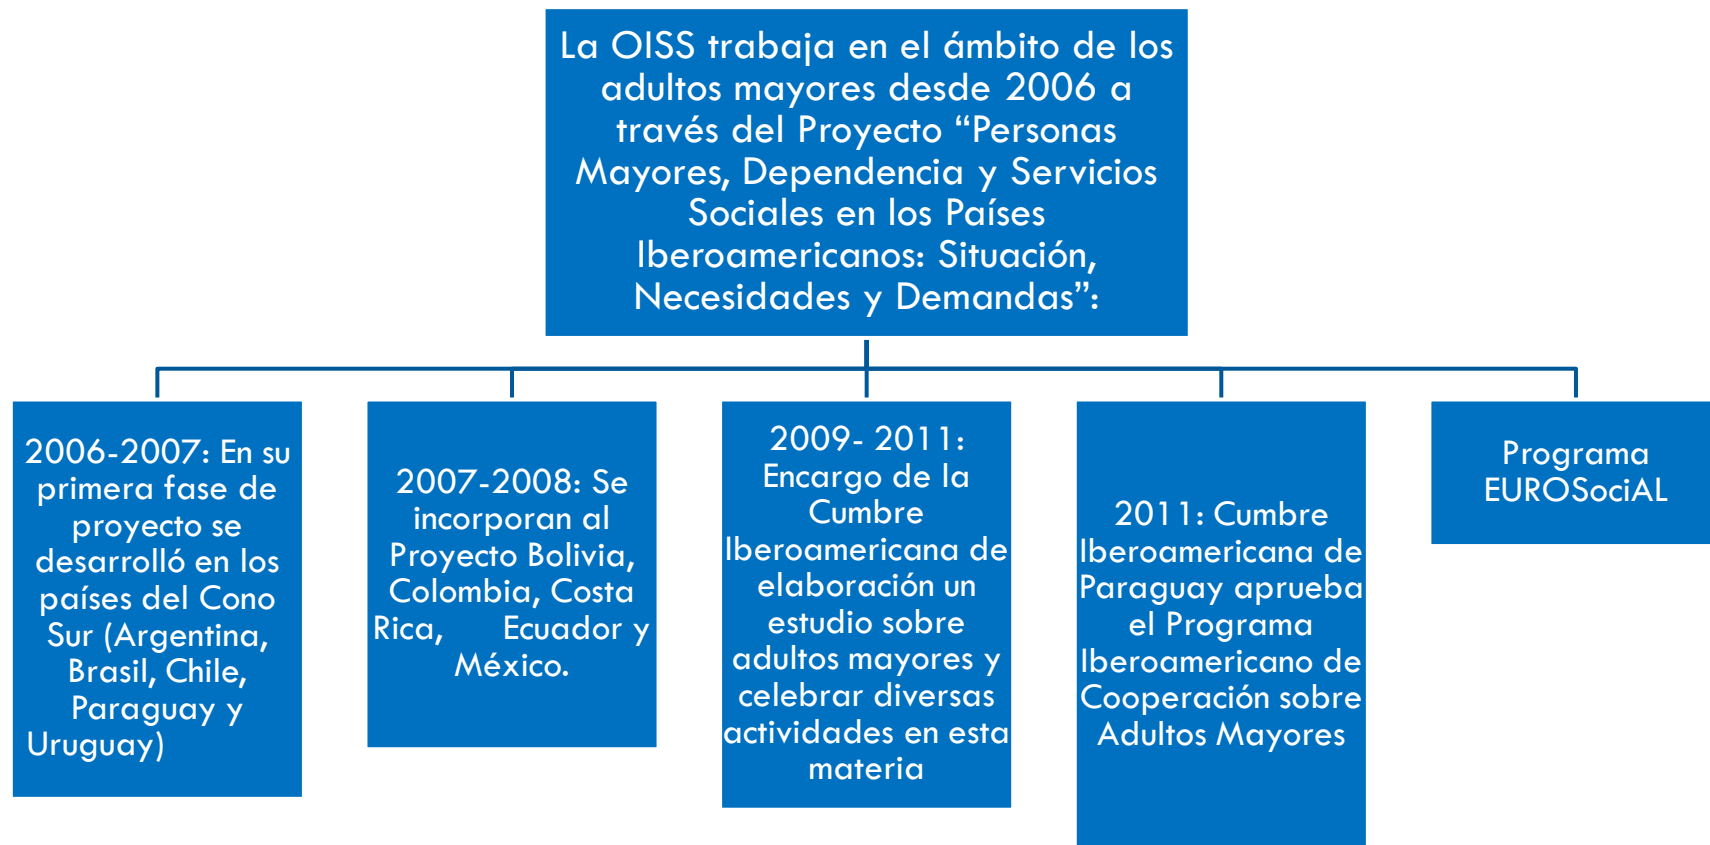 La OISS trabaja en el ámbito de los
adultos mayores desde 2006 a
través del Proyecto “Personas
Mayores, Dependencia y Servicios
Sociales en los Países
Iberoamericanos: Situación,
Necesidades y Demandas”:
2006-2007: En su
primera fase de
proyecto se
desarrolló en los
países del Cono
Sur (Argentina,
Brasil, Chile,
Paraguay y
Uruguay)
2007-2008: Se
incorporan al
Proyecto Bolivia,
Colombia, Costa
Rica, Ecuador y
México.
2009- 2011:
Encargo de la
Cumbre
Iberoamericana de
elaboración un
estudio sobre
adultos mayores y
celebrar diversas
actividades en esta
materia
2011: Cumbre
Iberoamericana de
Paraguay aprueba
el Programa
Iberoamericano de
Cooperación sobre
Adultos Mayores
Programa
EUROSociAL